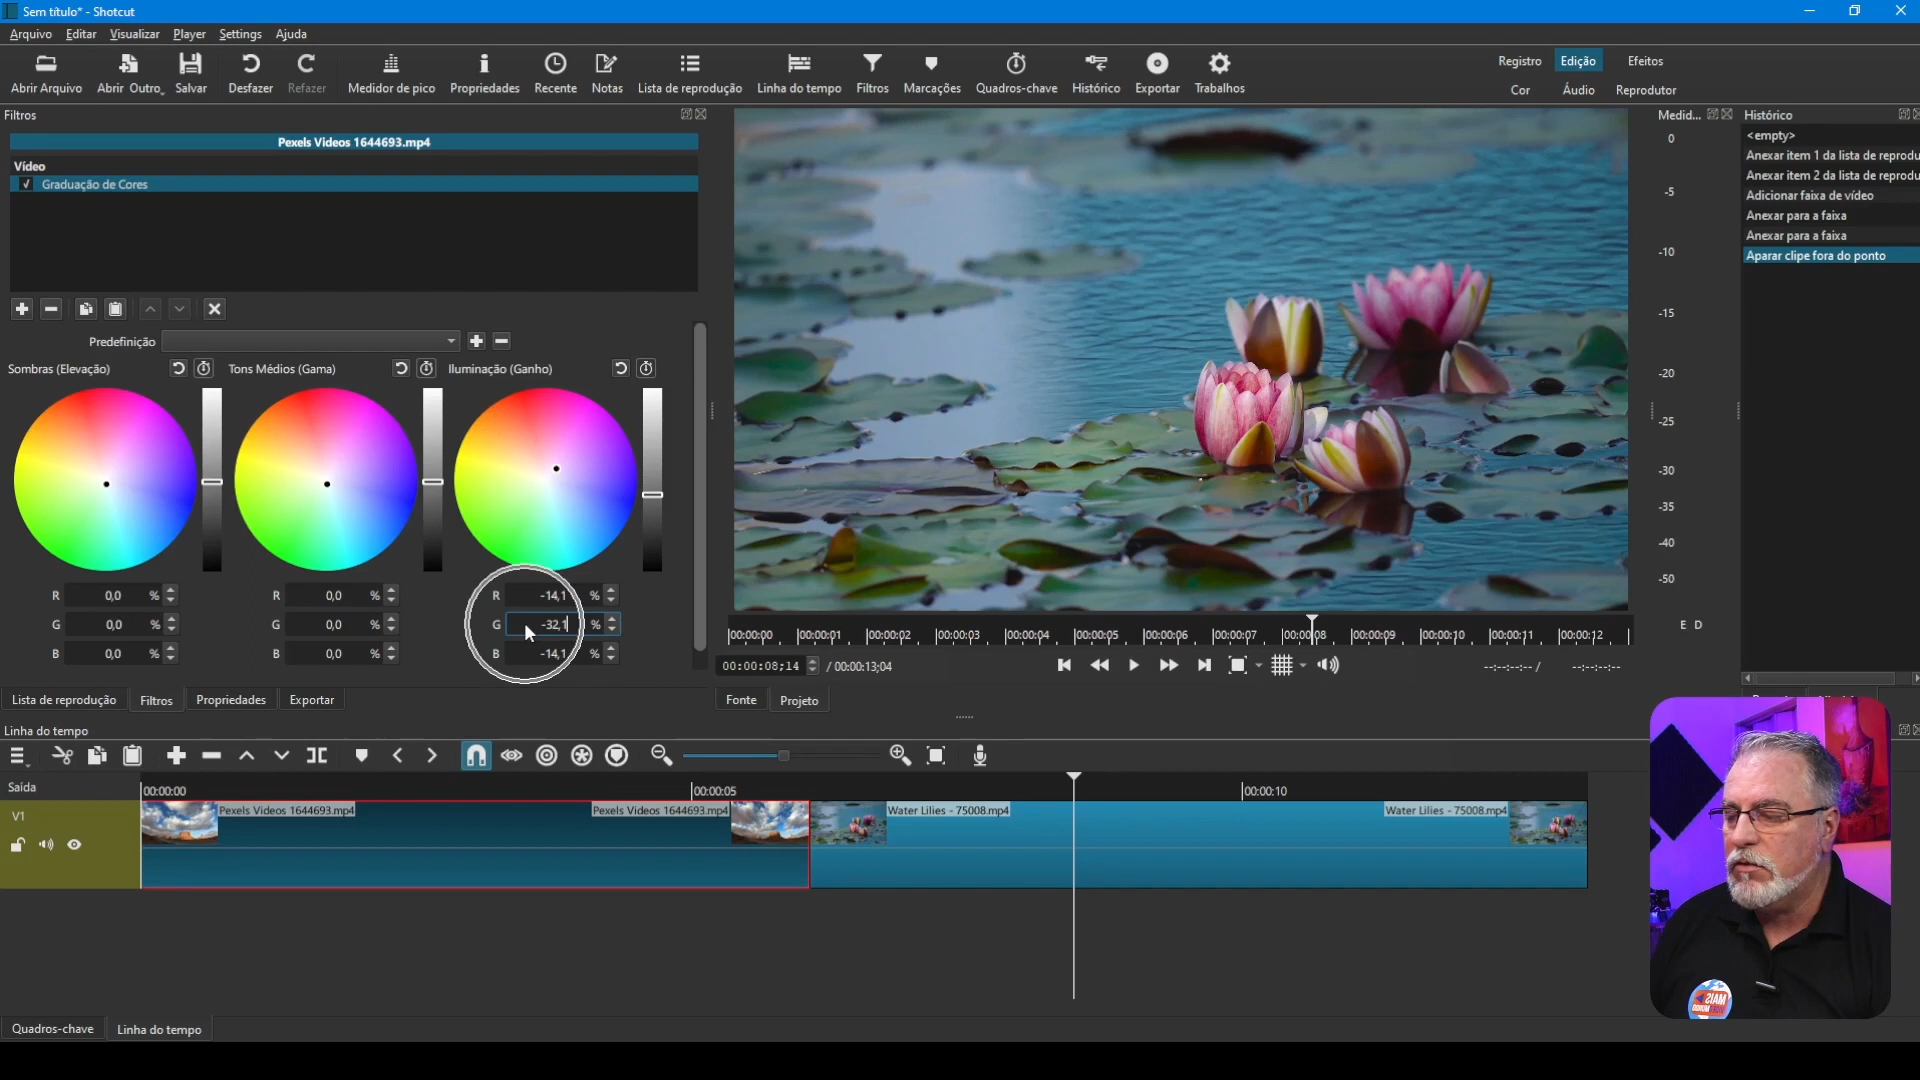 Sem título* - Shotcut
Arquivo Editar Visualizar Player Settings Ajuda
Abrir Arquivo Abrir Outro Salvar Desfazer Refazer Medidor de pico Propriedades Recente Notas Lista de reprodução Linha do tempo Filtros Marcações Quadros-chave Histórico Exportar Trabalhos
Registro Edição Efeitos
Cor Áudio Reprodutor
Filtros
Pexels Videos 1644693.mp4
Vídeo
Graduação de Cores
Predefinição
Sombras (Elevação) Tons Médios (Gama) Iluminação (Ganho)
R 0,0 % R 0,0 % R -14,1 %
G 0,0 % G 0,0 % G -32,1 %
B 0,0 % B 0,0 % B -14,1 %
Lista de reprodução Filtros Propriedades Exportar
00:00:00 00:00:01 00:00:02 00:00:03 00:00:04 00:00:05 00:00:06 00:00:07 00:00:08 00:00:09 00:00:10 00:00:11 00:00:12
00:00:08;14 / 00:00:13;04 --:--:--:-- / --:--:--:--
Fonte Projeto
Medid...
0
-5
-10
-15
-20
-25
-30
-35
-40
-50
E D
Histórico
<empty>
Anexar item 1 da lista de reprodu
Anexar item 2 da lista de reprodu
Adicionar faixa de vídeo
Anexar para a faixa
Anexar para a faixa
Aparar clipe fora do ponto
Linha do tempo
Saída
00:00:00 00:00:05 00:00:10
V1
Pexels Videos 1644693.mp4 Pexels Videos 1644693.mp4 Water Lilies - 75008.mp4 Water Lilies - 75008.mp4
Quadros-chave Linha do tempo